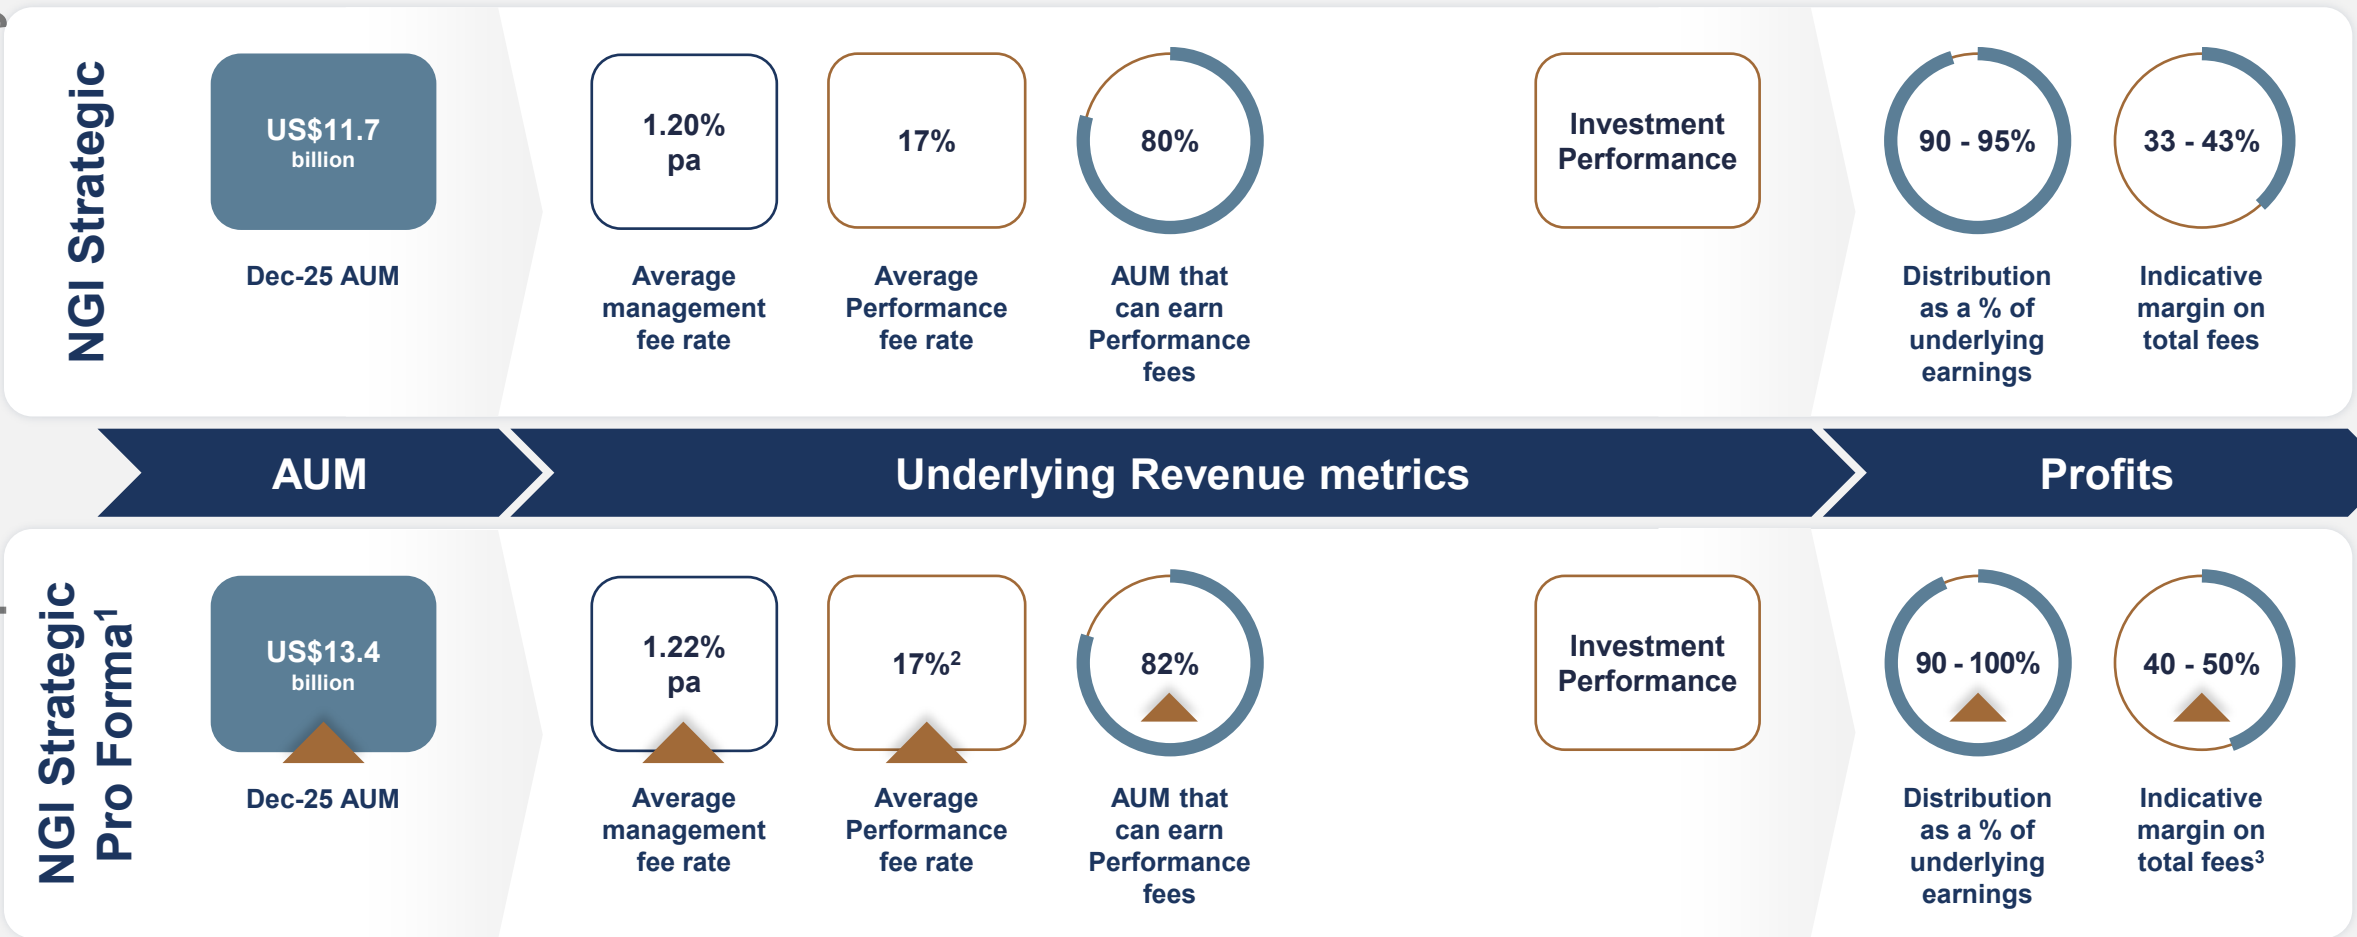 NGI Strategic
US$11.7
billion
Dec-25 AUM
1.20%
pa
Average
management
fee rate
17%
Average
Performance
fee rate
80%
AUM that
can earn
Performance
fees
Investment
Performance
90 - 95%
Distribution
as a % of
underlying
earnings
33 - 43%
Indicative
margin on
total fees
AUM
Underlying Revenue metrics
Profits
NGI Strategic
Pro Forma¹
US$13.4
billion
Dec-25 AUM
1.22%
pa
Average
management
fee rate
17%²
Average
Performance
fee rate
82%
AUM that
can earn
Performance
fees
Investment
Performance
90 - 100%
Distribution
as a % of
underlying
earnings
40 - 50%
Indicative
margin on
total fees³